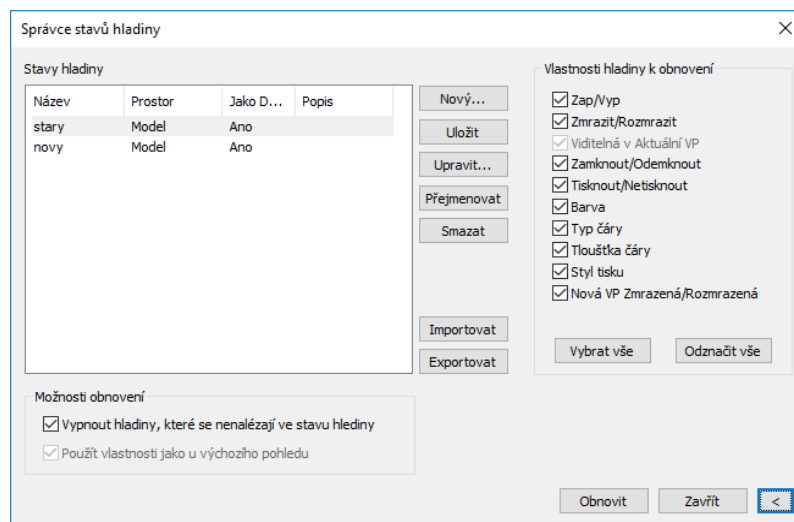 Správce stavů hladiny
Stavy hladiny
Název Prostor Jako D... Popis
stary Model Ano
novy Model Ano
Nový...
Uložit
Upravit...
Přejmenovat
Smazat
Importovat
Exportovat
Vlastnosti hladiny k obnovení
Zap/Vyp
Zmrazit/Rozmrazit
Viditelná v Aktuální VP
Zamknout/Odemknout
Tisknout/Netisknout
Barva
Typ čáry
Tloušťka čáry
Styl tisku
Nová VP Zmrazená/Rozmrazená
Vybrat vše Odznačit vše
Možnosti obnovení
Vypnout hladiny, které se nenalézají ve stavu hlediny
Použít vlastnosti jako u výchozího pohledu
Obnovit Zavřít <